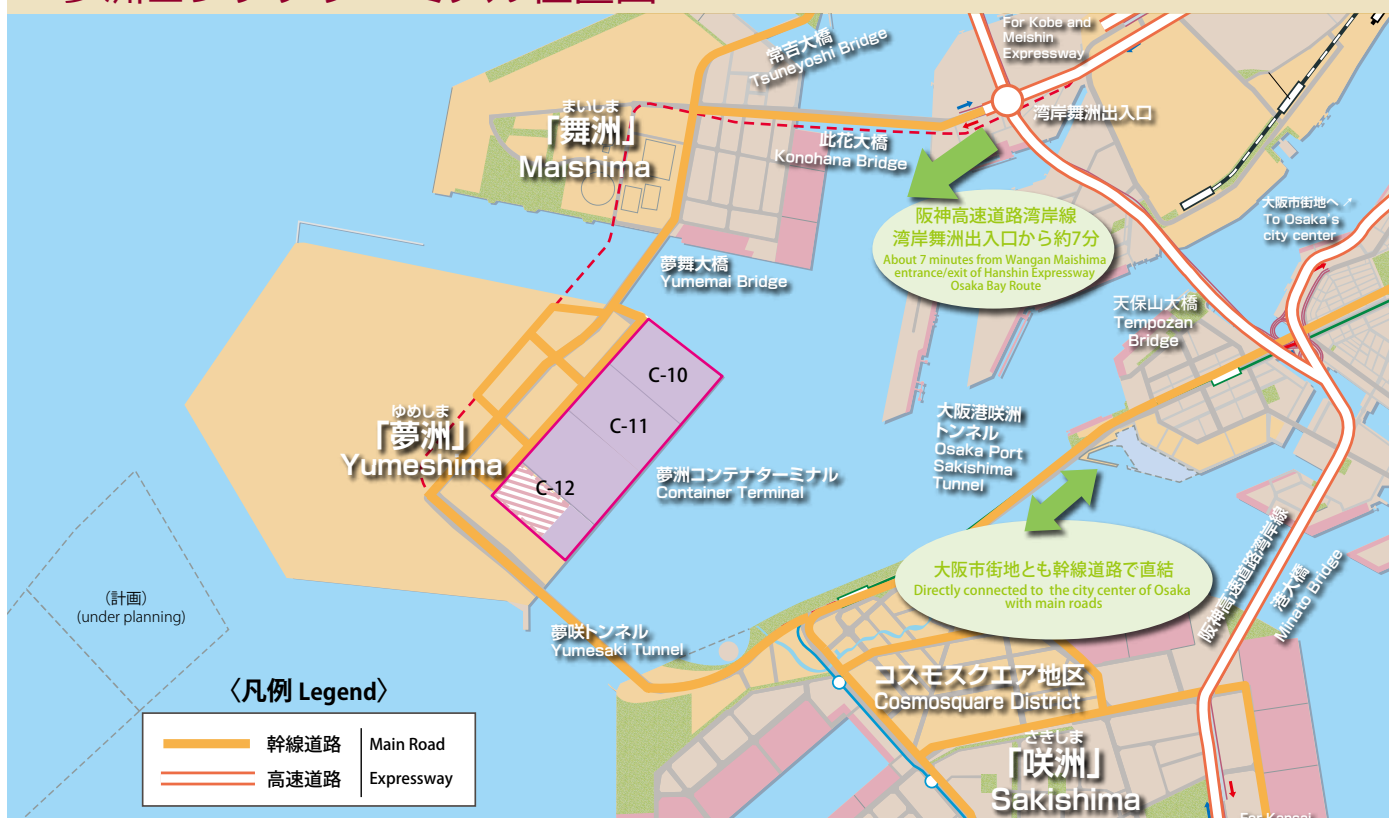 For Kobe and
Meishin
Expressway
常吉大橋
Tsuneyoshi Bridge
まいしま
「舞洲」
Maishima
湾岸舞洲出入口
此花大橋
Konohana Bridge
大阪市街地へ
To Osaka's
city center
阪神高速道路湾岸線
湾岸舞洲出入口から約7分
About 7 minutes from Wangan Maishima
entrance/exit of Hanshin Expressway
Osaka Bay Route
夢舞大橋
Yumemai Bridge
天保山大橋
Tempozan
Bridge
C-10
C-11
C-12
ゆめしま
「夢洲」
Yumeshima
夢洲コンテナターミナル
Container Terminal
大阪港咲洲
トンネル
Osaka Port
Sakishima
Tunnel
大阪市街地とも幹線道路で直結
Directly connected to the city center of Osaka
with main roads
阪神高速道路湾岸線
港大橋
Minato Bridge
（計画）
(under planning)
夢咲トンネル
Yumesaki Tunnel
コスモスクエア地区
Cosmosquare District
さきしま
「咲洲」
Sakishima
〈凡例 Legend〉
幹線道路 Main Road
高速道路 Expressway